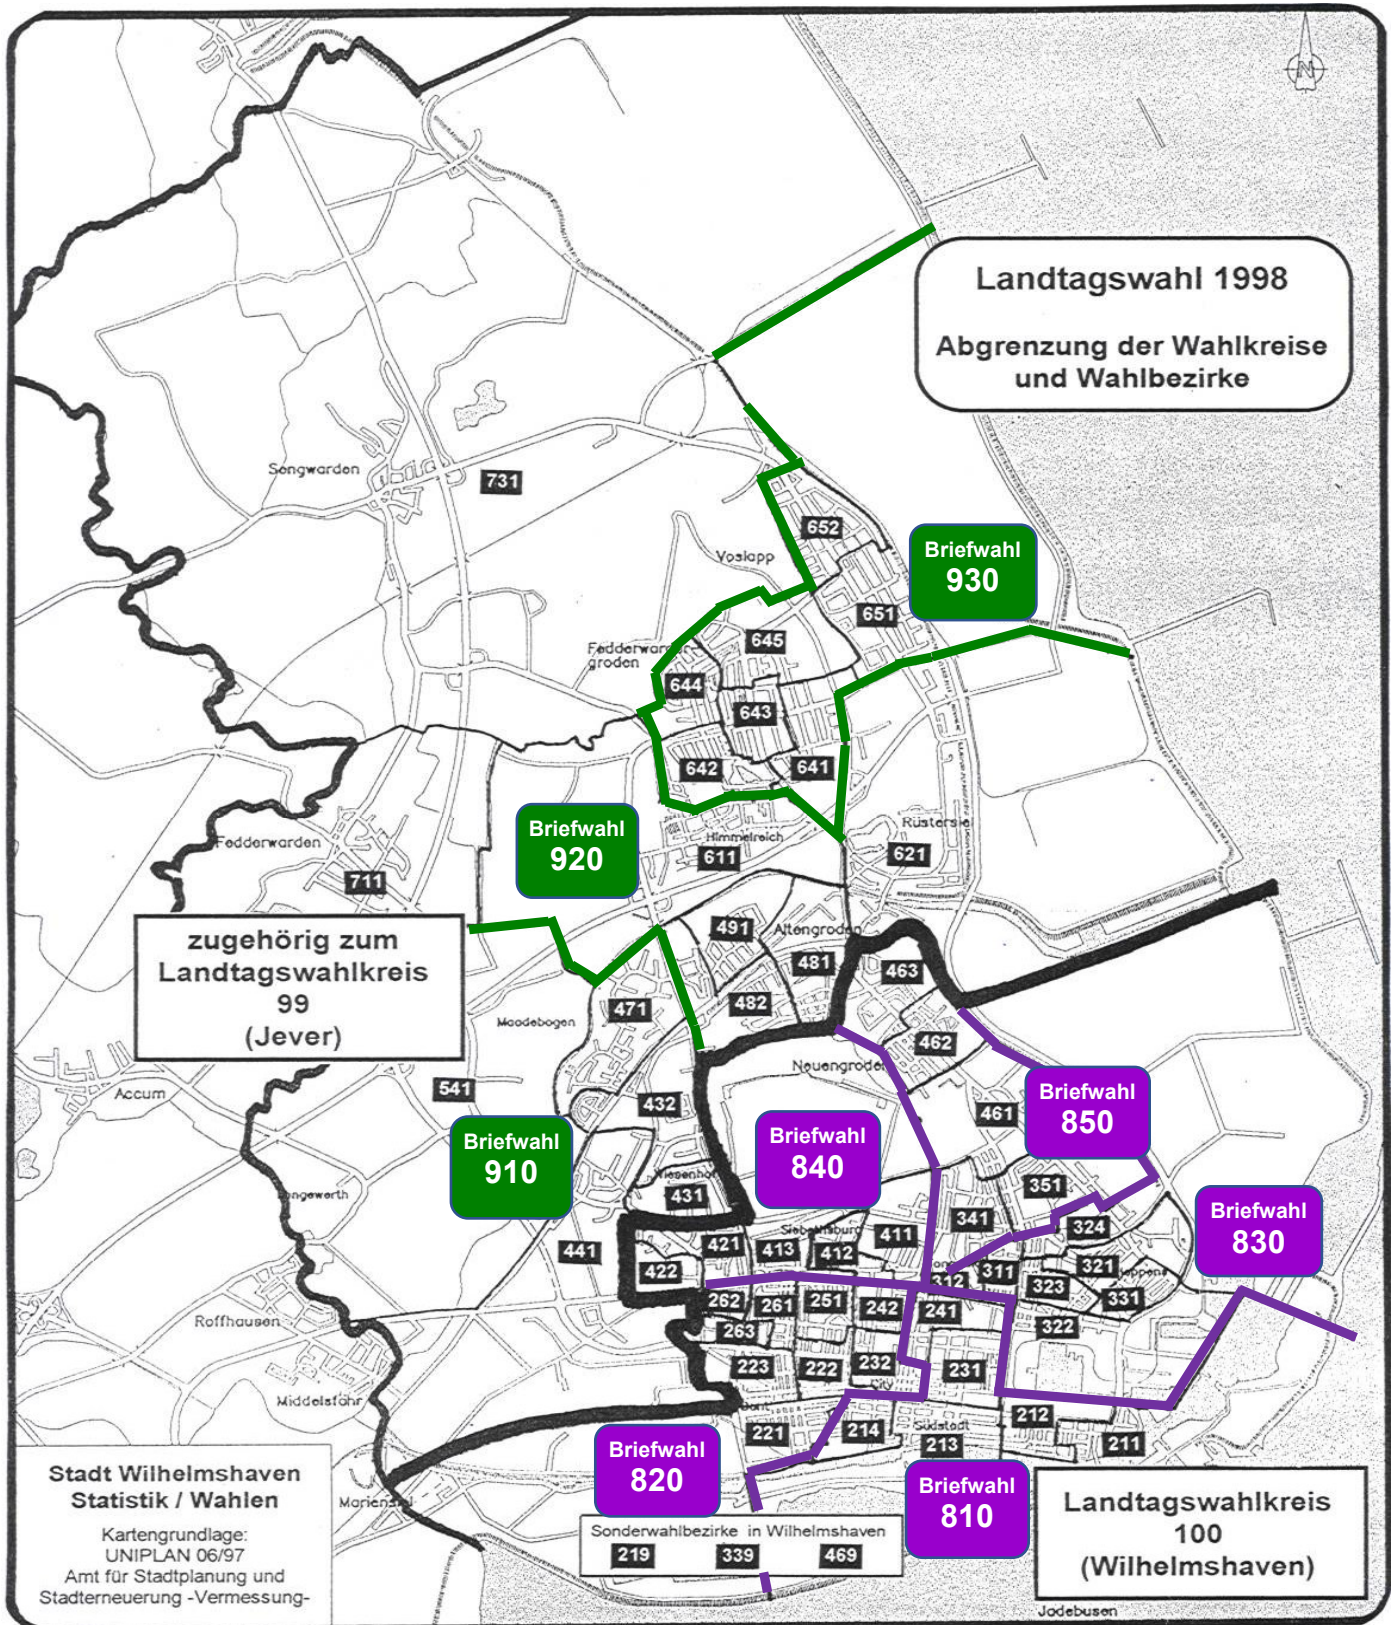 N
Landtagswahl 1998
Abgrenzung der Wahlkreise
und Wahlbezirke
Sengwarden
731
652
Voslapp
Briefwahl
930
651
645
Fedderwarder-
groden
644
643
642
641
Briefwahl
920
Himmelreich
611
Rüstersiel
621
Fedderwarden
711
zugehörig zum
Landtagswahlkreis
99
(Jever)
491
Altengroden
481
463
471
482
Maadebogen
462
Neuengroden
Accum
541
432
461
Briefwahl
850
Briefwahl
840
Briefwahl
910
Wiesenhof
431
351
Langewerth
Siebethsburg
341
324
Briefwahl
830
441
421
413
412
411
422
312
311
323
321
Heppens
331
262
261
251
242
241
322
Roffhausen
263
223
222
232
231
City
Middelsfähr
Bant
221
214
Südstadt
213
212
211
Stadt Wilhelmshaven
Statistik / Wahlen
Kartengrundlage:
UNIPLAN 06/97
Amt für Stadtplanung und
Stadterneuerung -Vermessung-
Mariensiel
Briefwahl
820
Briefwahl
810
Sonderwahlbezirke in Wilhelmshaven
219 339 469
Landtagswahlkreis
100
(Wilhelmshaven)
Jadebusen